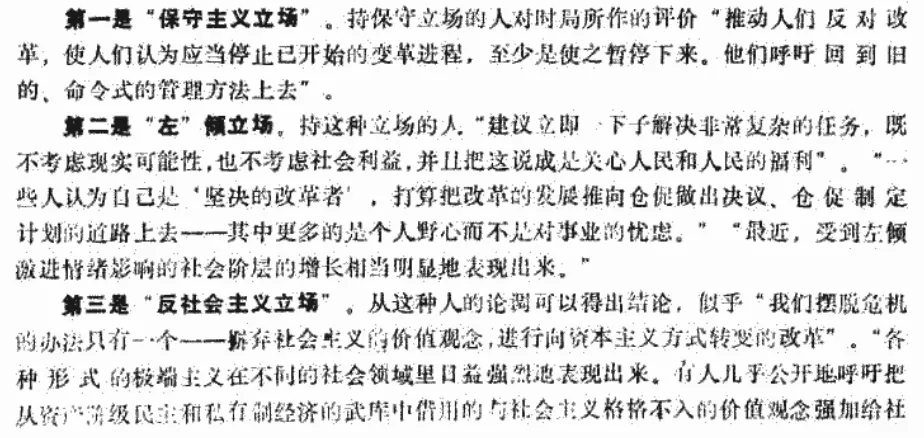 第一是“保守主义立场”。持保守立场的人对时局所作的评价“推动人们反对改
革，使人们认为应当停止已开始的变革进程，至少是使之暂停下来。他们呼吁回到旧
的、命令式的管理方法上去”。
第二是“左”倾立场。持这种立场的人“建议立即一下子解决非常复杂的任务，既
不考虑现实可能性，也不考虑社会利益，并且把这说成是关心人民和人民的福利”。“一
些人认为自己是‘坚决的改革者’，打算把改革的发展推向仓促做出决议、仓促制定
计划的道路上去——其中更多的是个人野心而不是对事业的忧虑。”“最近，受到左倾
激进情绪影响的社会阶层的增长相当明显地表现出来。”
第三是“反社会主义立场”。从这种人的论调可以得出结论，似乎“我们摆脱危机
的办法只有一个——摒弃社会主义的价值观念，进行向资本主义方式转变的改革”。“各
种形式的极端主义在不同的社会领域里日益强烈地表现出来。有人几乎公开地呼吁把
从资产阶级民主和私有制经济的武库中借用的与社会主义格格不入的价值观念强加给社